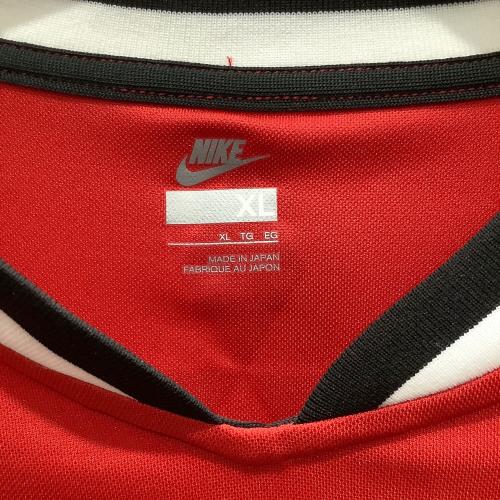 NIKE
XL
XL TG EG
MADE IN JAPAN
FABRIQUE AU JAPON